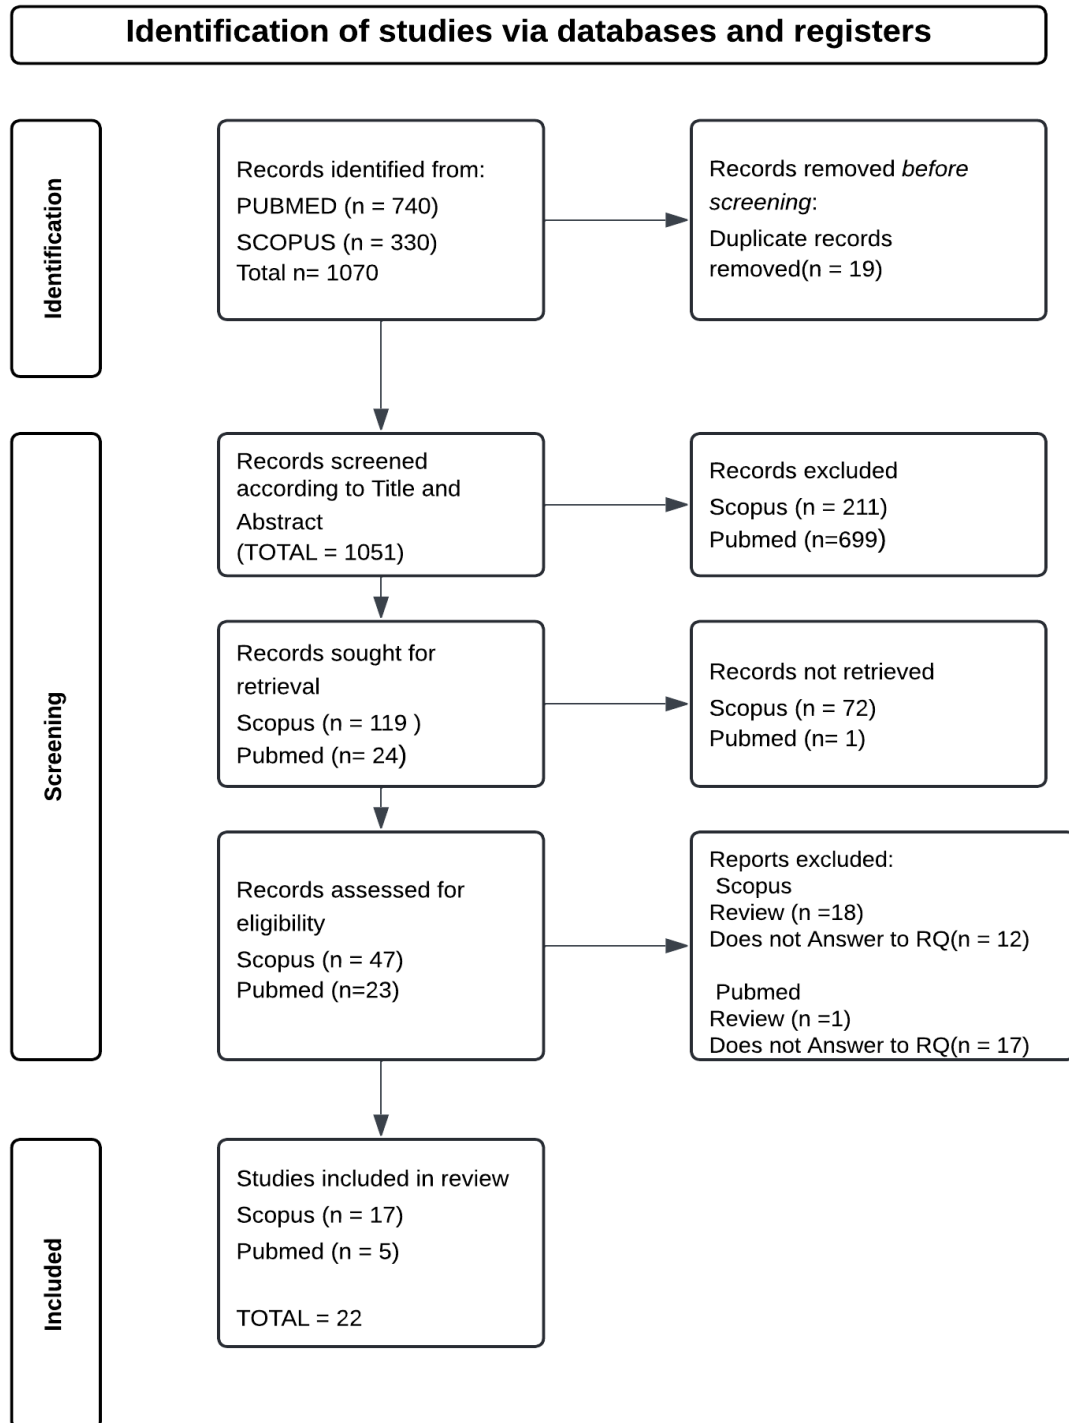 Identification of studies via databases and registers
Identification
Records identified from:
PUBMED (n = 740)
SCOPUS (n = 330)
Total n= 1070
Records removed before
screening:
Duplicate records
removed(n = 19)
Screening
Records screened
according to Title and
Abstract
(TOTAL = 1051)
Records excluded
Scopus (n = 211)
Pubmed (n=699)
Records sought for
retrieval
Scopus (n = 119 )
Pubmed (n= 24)
Records not retrieved
Scopus (n = 72)
Pubmed (n= 1)
Records assessed for
eligibility
Scopus (n = 47)
Pubmed (n=23)
Reports excluded:
Scopus
Review (n =18)
Does not Answer to RQ(n = 12)
Pubmed
Review (n =1)
Does not Answer to RQ(n = 17)
Included
Studies included in review
Scopus (n = 17)
Pubmed (n = 5)
TOTAL = 22